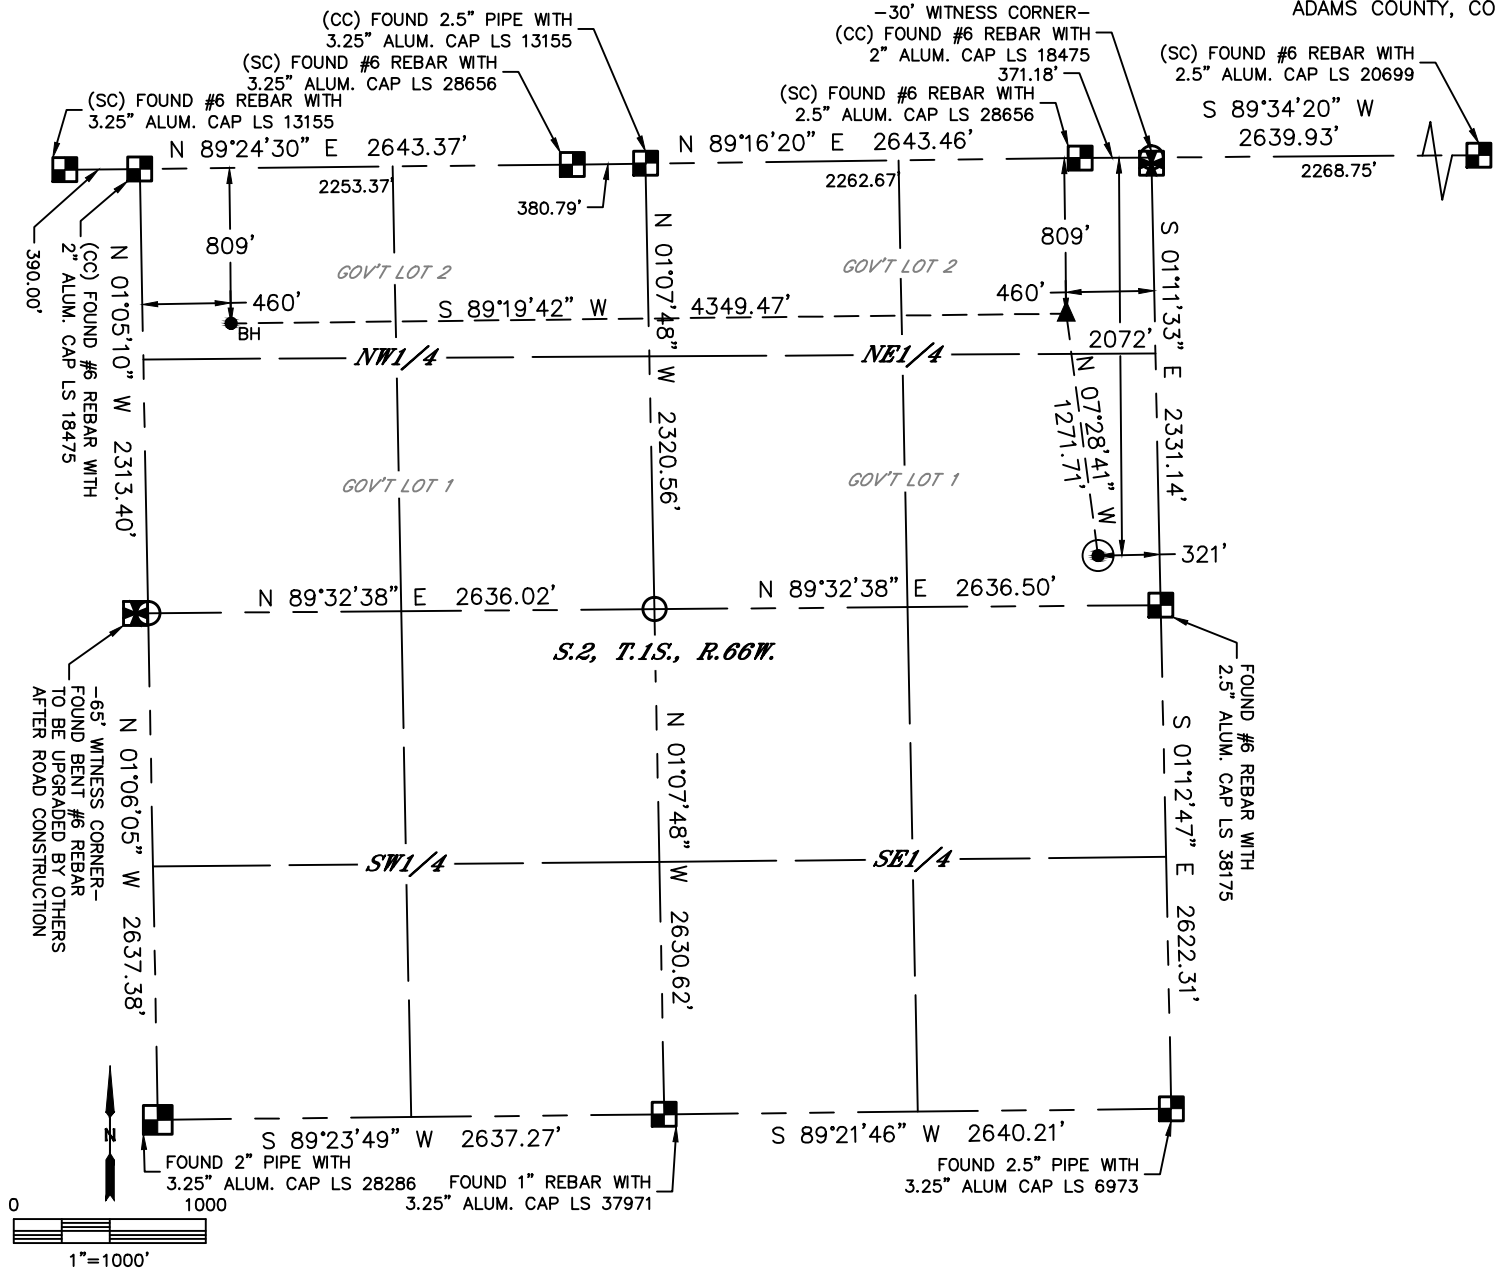 ADAMS COUNTY, CO
(CC) FOUND 2.5" PIPE WITH
3.25" ALUM. CAP LS 13155
(SC) FOUND #6 REBAR WITH
3.25" ALUM. CAP LS 28656
(SC) FOUND #6 REBAR WITH
3.25" ALUM. CAP LS 13155
-30' WITNESS CORNER-
(CC) FOUND #6 REBAR WITH
2" ALUM. CAP LS 18475
371.18'
(SC) FOUND #6 REBAR WITH
2.5" ALUM. CAP LS 28656
(SC) FOUND #6 REBAR WITH
2.5" ALUM. CAP LS 20699
S 89°34'20" W
2639.93'
2268.75'
N 89°24'30" E 2643.37'
2253.37'
380.79'
N 89°16'20" E 2643.46'
2262.67'
390.00'
(CC) FOUND #6 REBAR WITH
2" ALUM. CAP LS 18475
N 01°05'10" W 2313.40'
809'
460'
BH
GOV'T LOT 2
S 89°19'42" W 4349.47'
N 01°07'48" W 2320.56'
GOV'T LOT 2
809'
460'
2072'
S 01°11'33" E 2331.14'
NW1/4
NE1/4
N 07°28'41" W
1271.71'
GOV'T LOT 1
GOV'T LOT 1
321'
N 89°32'38" E 2636.02'
N 89°32'38" E 2636.50'
S.2, T.1S., R.66W.
-65' WITNESS CORNER-
FOUND BENT #6 REBAR
TO BE UPGRADED BY OTHERS
AFTER ROAD CONSTRUCTION
N 01°06'05" W 2637.38'
N 01°07'48" W 2630.62'
S 01°12'47" E 2622.31'
FOUND #6 REBAR WITH
2.5" ALUM. CAP LS 38175
SW1/4
SE1/4
N
S 89°23'49" W 2637.27'
S 89°21'46" W 2640.21'
FOUND 2" PIPE WITH
3.25" ALUM. CAP LS 28286
FOUND 1" REBAR WITH
3.25" ALUM. CAP LS 37971
FOUND 2.5" PIPE WITH
3.25" ALUM CAP LS 6973
0 1000
1"=1000'